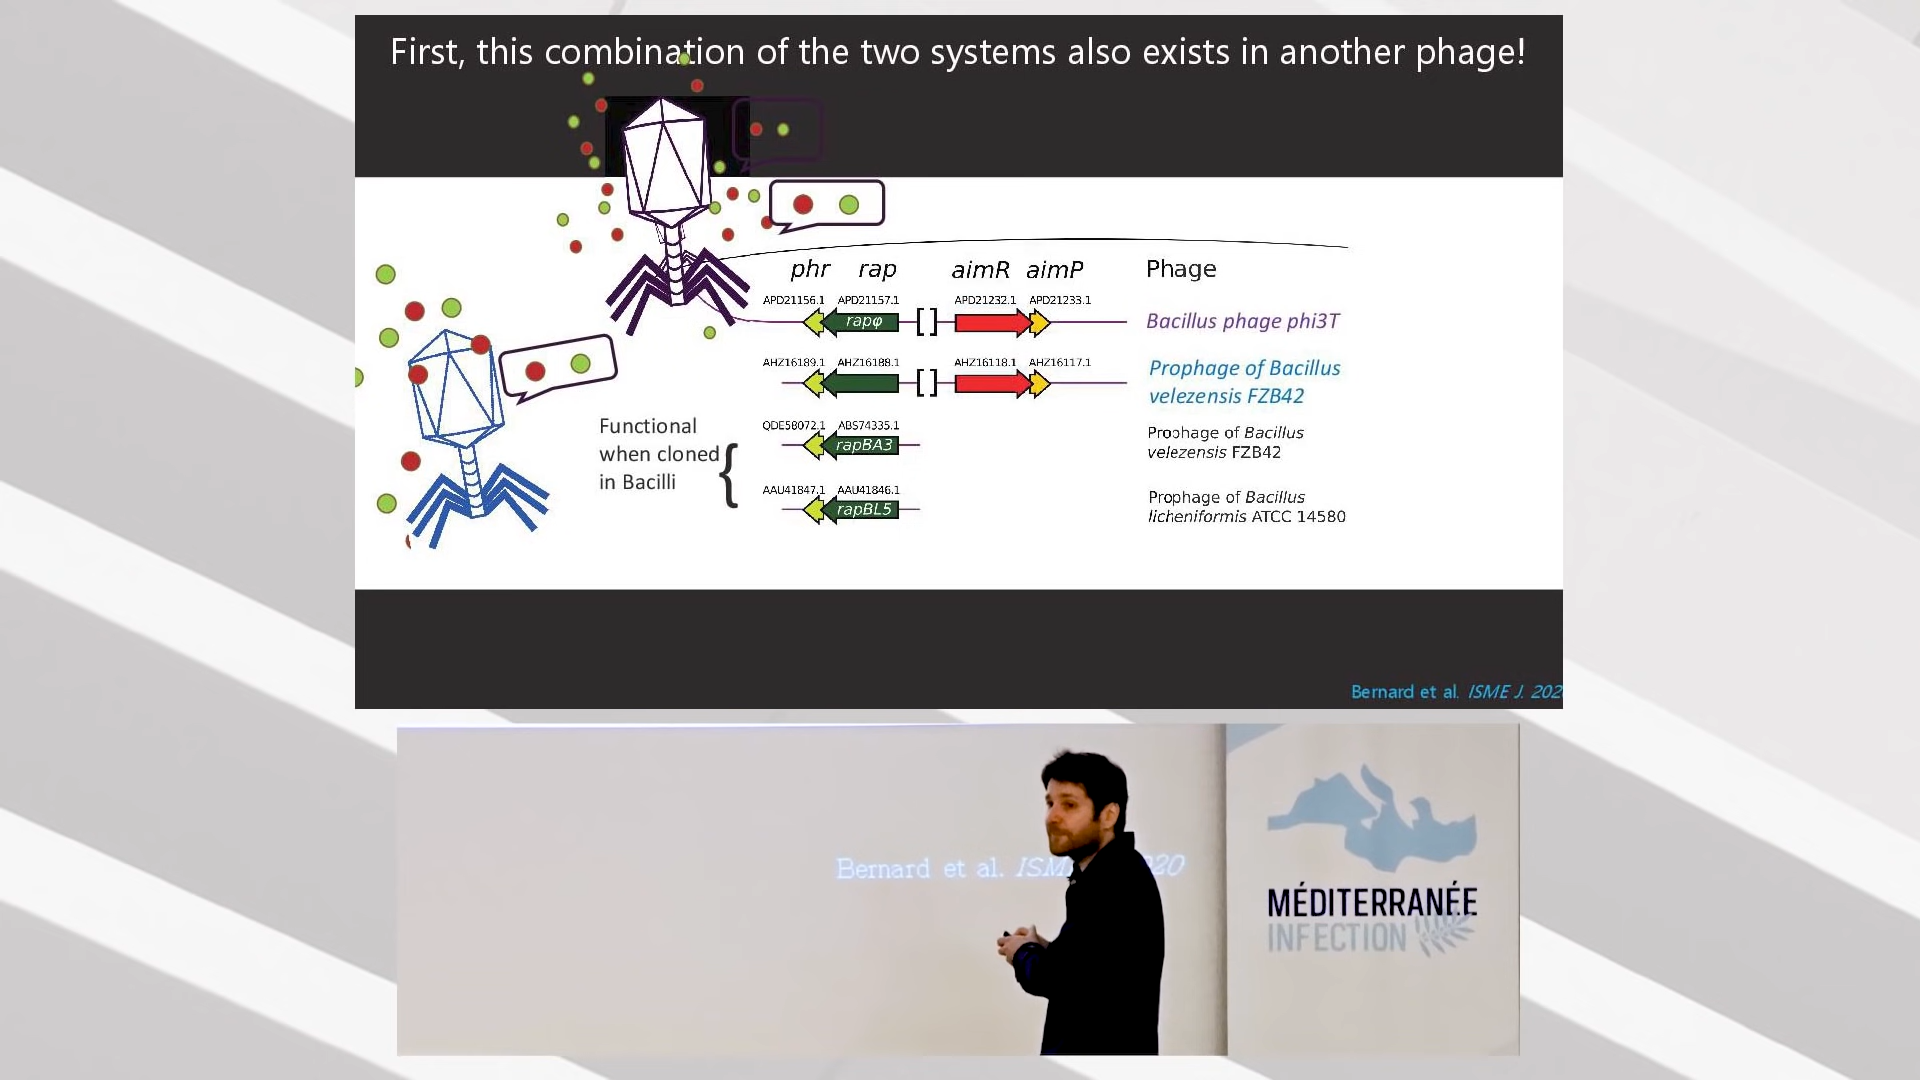 First, this combination of the two systems also exists in another phage!
phr rap aimR aimP Phage
APD21156.1 APD21157.1 APD21232.1 APD21233.1
rapφ [ ] Bacillus phage phi3T
AHZ16189.1 AHZ16188.1 AHZ16118.1 AHZ16117.1
[ ] Prophage of Bacillus
velezensis FZB42
Functional
when cloned
in Bacilli
{
QDE58072.1 ABS74335.1
rapBA3 Prophage of Bacillus
velezensis FZB42
AAU41847.1 AAU41846.1
rapBL5 Prophage of Bacillus
licheniformis ATCC 14580
Bernard et al. ISME J. 202
Bernard et al. ISM 20
MÉDITERRANÉE
INFECTION